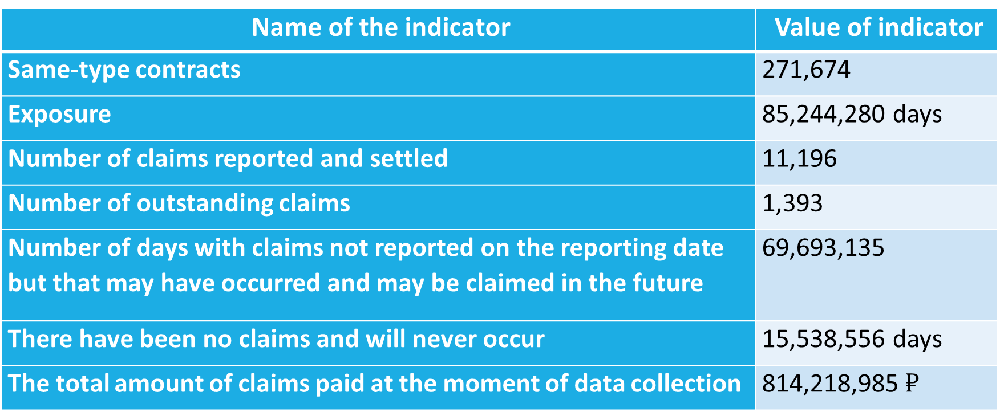 Name of the indicator
Value of indicator
Same-type contracts
271,674
Exposure
85,244,280 days
Number of claims reported and settled
11,196
Number of outstanding claims
1,393
Number of days with claims not reported on the reporting date
but that may have occurred and may be claimed in the future
69,693,135
There have been no claims and will never occur
15,538,556 days
The total amount of claims paid at the moment of data collection
814,218,985 ₽